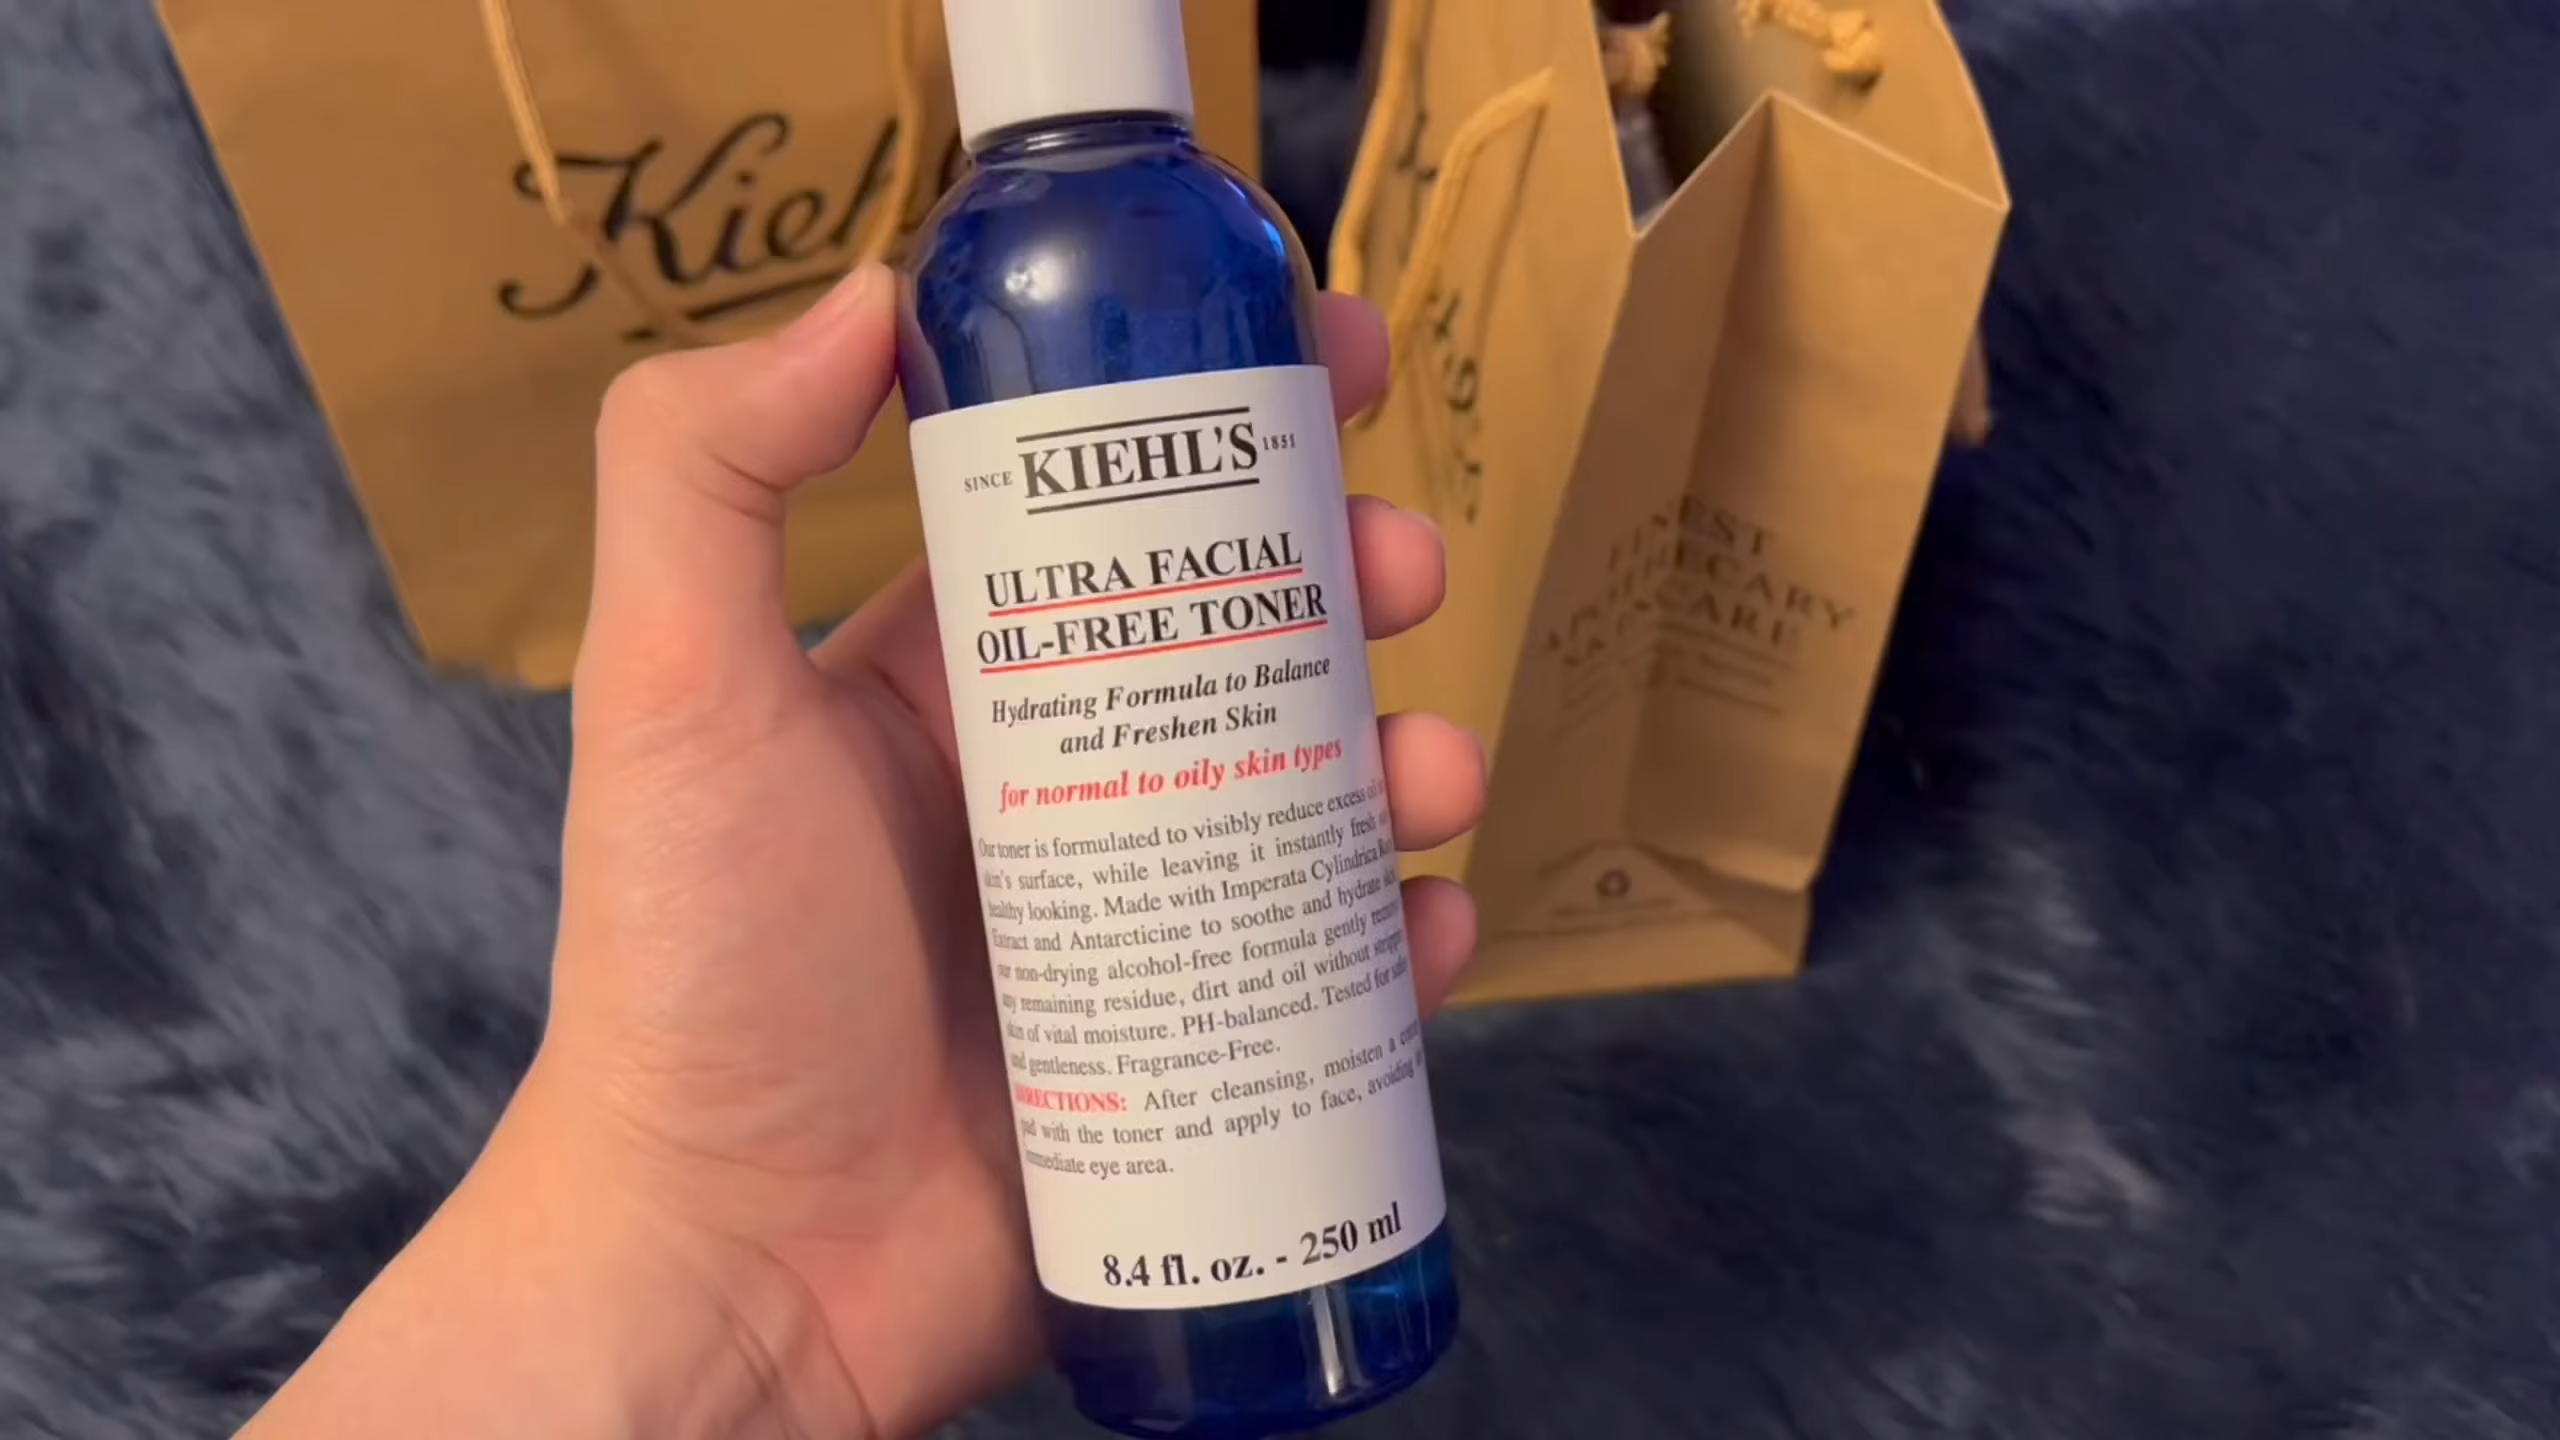 Kiehl
SINCE KIEHL'S 1851
ULTRA FACIAL
OIL-FREE TONER
Hydrating Formula to Balance
and Freshen Skin
for normal to oily skin types
Our toner is formulated to visibly reduce excess oil
skin's surface, while leaving it instantly fresh
healthy looking. Made with Imperata Cylindrica
Extract and Antarcticine to soothe and hydrate
our non-drying alcohol-free formula gently
any remaining residue, dirt and oil without
skin of vital moisture. PH-balanced. Tested for
and gentleness. Fragrance-Free.
DIRECTIONS: After cleansing, moisten a
pad with the toner and apply to face, avoiding
immediate eye area.
8.4 fl. oz. - 250 ml